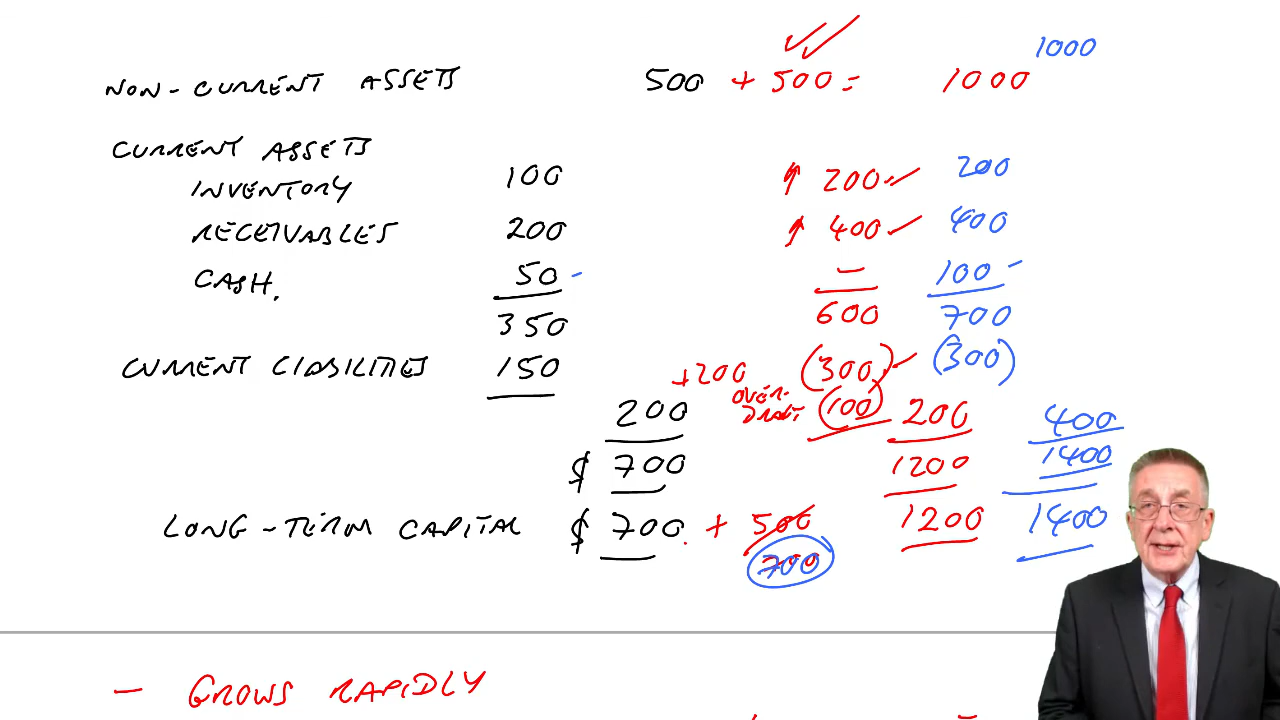 1000
NON-CURRENT ASSETS 500 + 500 = 1000
CURRENT ASSETS
INVENTORY 100 ↑ 200 ✓ 200
RECEIVABLES 200 ↑ 400 ✓ 400
CASH. 50 - – 100 -
350 600 700
CURRENT LIABILITIES 150 +200 (300) ✓ (300)
200 OVER-DRAFT (100) 200 400
$ 700 1200 1400
LONG-TERM CAPITAL $ 700 + 500 1200 1400
700
– GROWS RAPIDLY